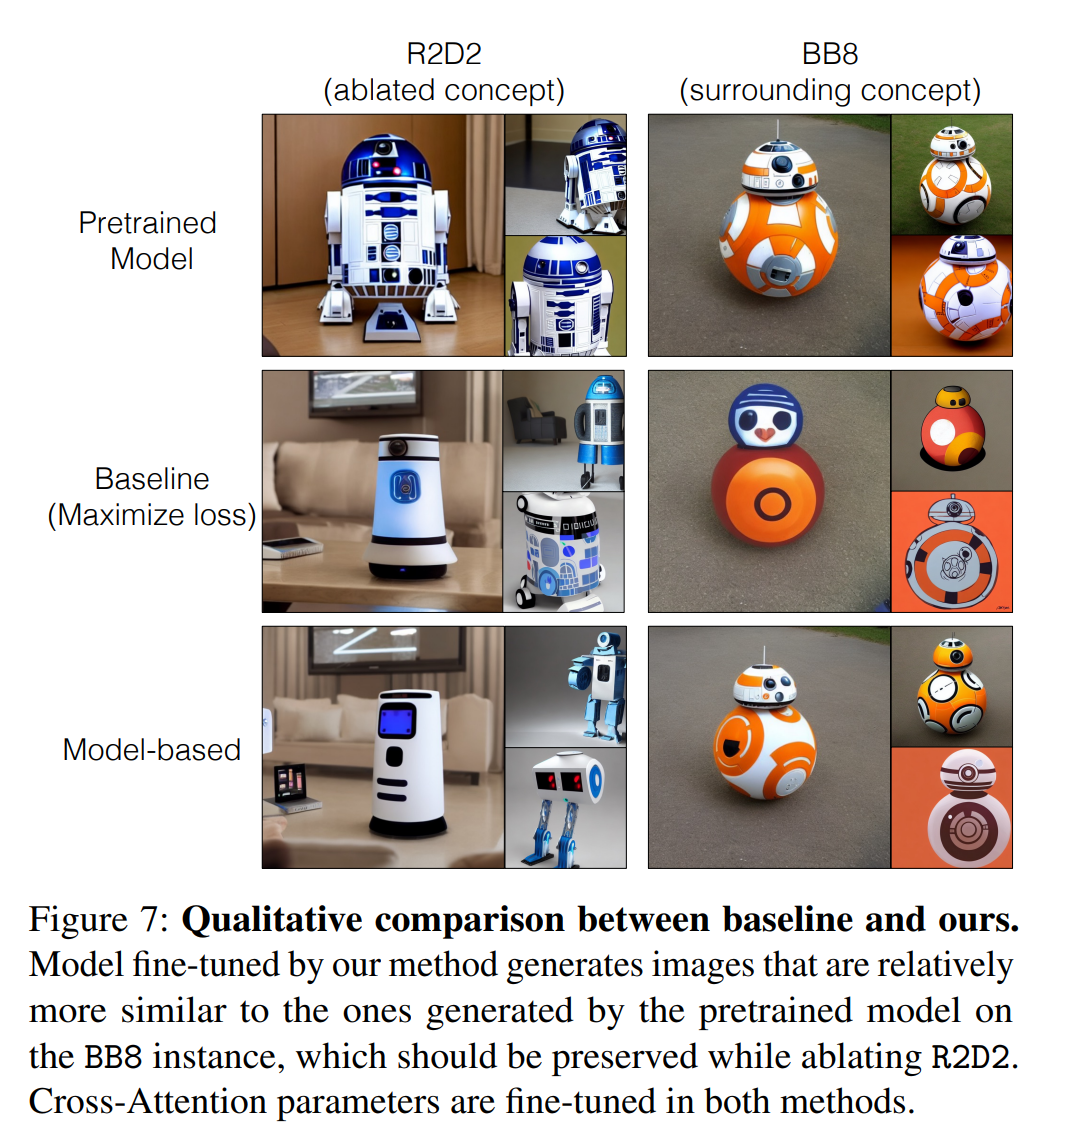 R2D2
(ablated concept)
BB8
(surrounding concept)
Pretrained
Model
Baseline
(Maximize loss)
Model-based
Figure 7: Qualitative comparison between baseline and ours.
Model fine-tuned by our method generates images that are relatively
more similar to the ones generated by the pretrained model on
the BB8 instance, which should be preserved while ablating R2D2.
Cross-Attention parameters are fine-tuned in both methods.